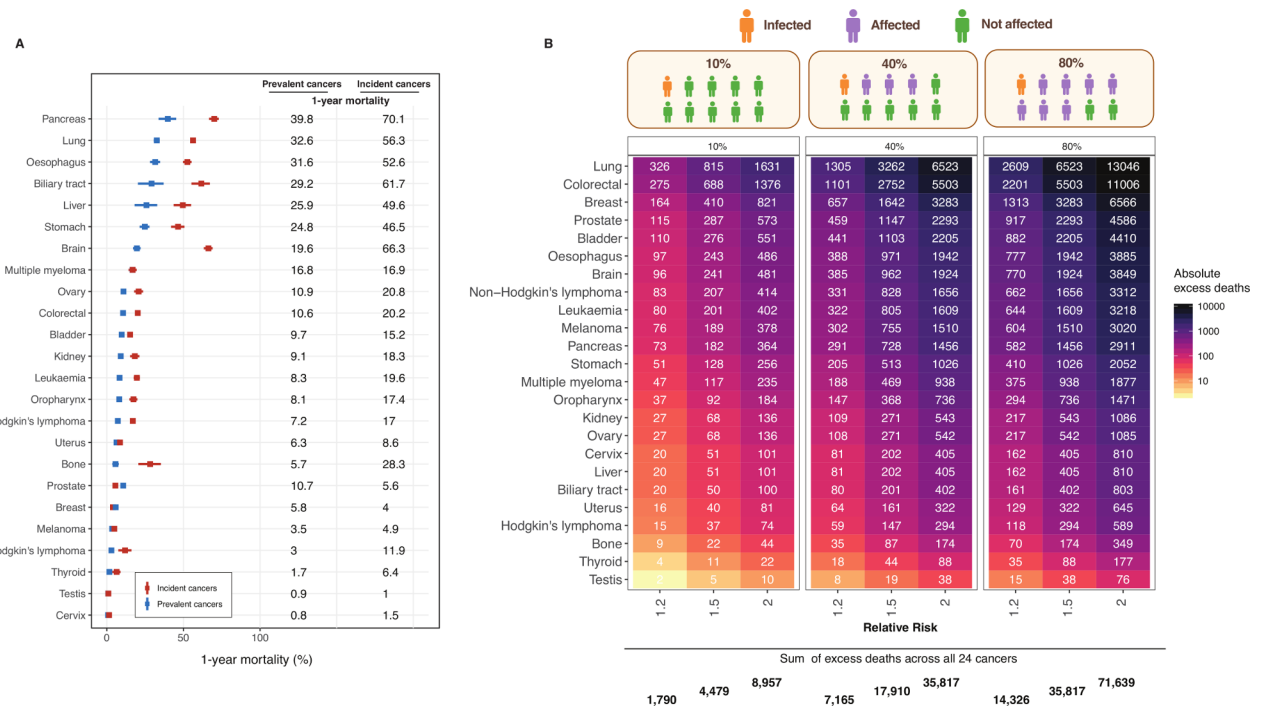 A
Prevalent cancers Incident cancers
1-year mortality
Pancreas 39.8 70.1
Lung 32.6 56.3
Oesophagus 31.6 52.6
Biliary tract 29.2 61.7
Liver 25.9 49.6
Stomach 24.8 46.5
Brain 19.6 66.3
Multiple myeloma 16.8 16.9
Ovary 10.9 20.8
Colorectal 10.6 20.2
Bladder 9.7 15.2
Kidney 9.1 18.3
Leukaemia 8.3 19.6
Oropharynx 8.1 17.4
odgkin's lymphoma 7.2 17
Uterus 6.3 8.6
Bone 5.7 28.3
Prostate 10.7 5.6
Breast 5.8 4
Melanoma 3.5 4.9
odgkin's lymphoma 3 11.9
Thyroid 1.7 6.4
Testis 0.9 1
Cervix 0.8 1.5
Incident cancers
Prevalent cancers
0 50 100
1-year mortality (%)
B
Infected Affected Not affected
10% 40% 80%
10% 40% 80%
Lung 326 815 1631 1305 3262 6523 2609 6523 13046
Colorectal 275 688 1376 1101 2752 5503 2201 5503 11006
Breast 164 410 821 657 1642 3283 1313 3283 6566
Prostate 115 287 573 459 1147 2293 917 2293 4586
Bladder 110 276 551 441 1103 2205 882 2205 4410
Oesophagus 97 243 486 388 971 1942 777 1942 3885
Brain 96 241 481 385 962 1924 770 1924 3849
Non−Hodgkin's lymphoma 83 207 414 331 828 1656 662 1656 3312
Leukaemia 80 201 402 322 805 1609 644 1609 3218
Melanoma 76 189 378 302 755 1510 604 1510 3020
Pancreas 73 182 364 291 728 1456 582 1456 2911
Stomach 51 128 256 205 513 1026 410 1026 2052
Multiple myeloma 47 117 235 188 469 938 375 938 1877
Oropharynx 37 92 184 147 368 736 294 736 1471
Kidney 27 68 136 109 271 543 217 543 1086
Ovary 27 68 136 108 271 542 217 542 1085
Cervix 20 51 101 81 202 405 162 405 810
Liver 20 51 101 81 202 405 162 405 810
Biliary tract 20 50 100 80 201 402 161 402 803
Uterus 16 40 81 64 161 322 129 322 645
Hodgkin's lymphoma 15 37 74 59 147 294 118 294 589
Bone 9 22 44 35 87 174 70 174 349
Thyroid 4 11 22 18 44 88 35 88 177
Testis 2 5 10 8 19 38 15 38 76
1.2 1.5 2 1.2 1.5 2 1.2 1.5 2
Relative Risk
Absolute
excess deaths
10000
1000
100
10
Sum of excess deaths across all 24 cancers
1,790 4,479 8,957 7,165 17,910 35,817 14,326 35,817 71,639